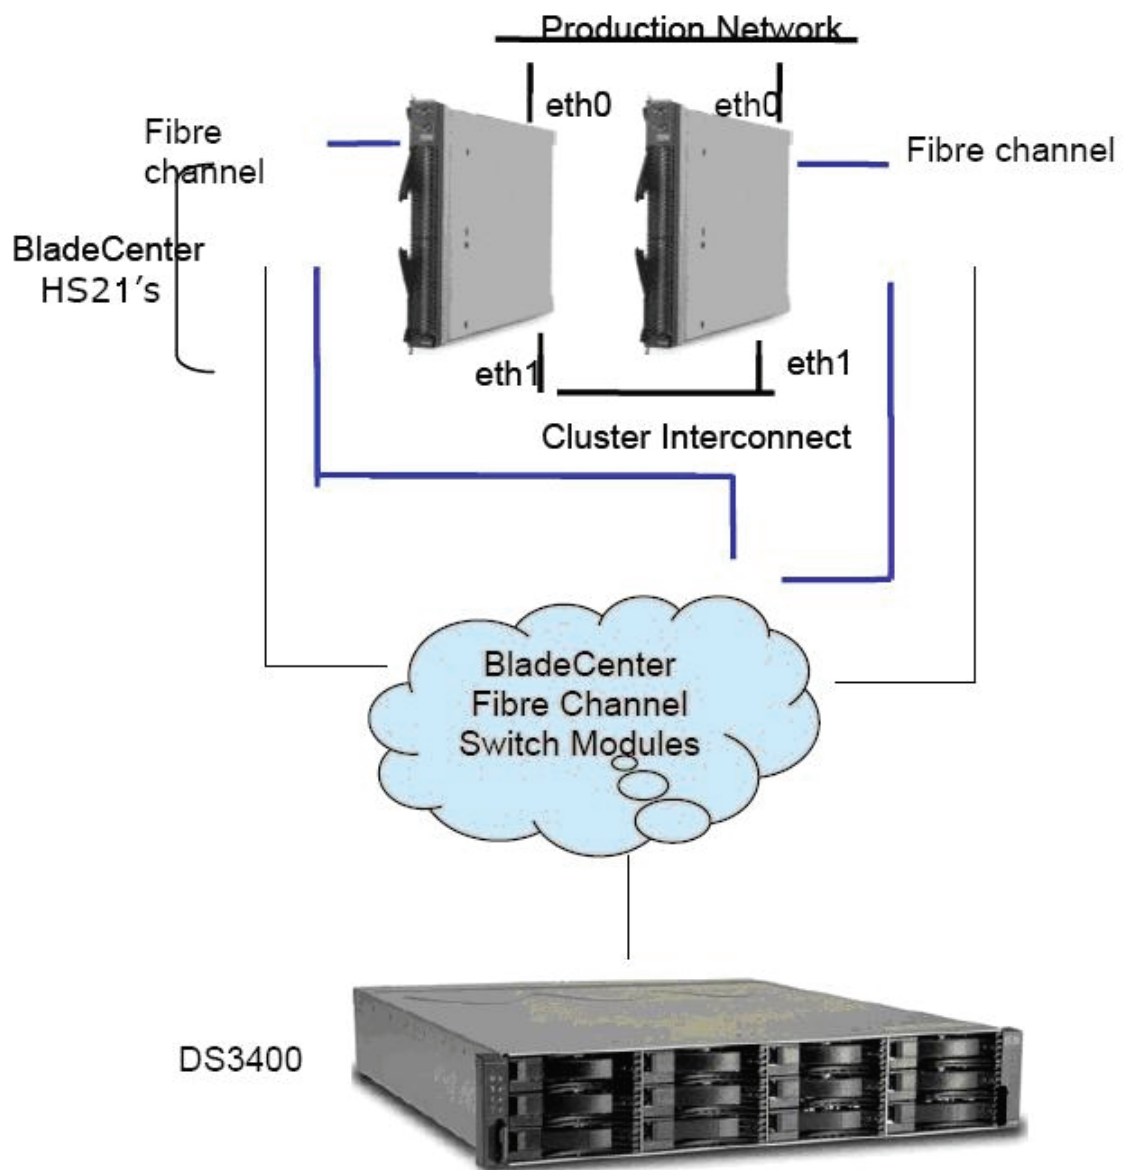 Production Network
eth0
eth0
Fibre
channel
Fibre channel
BladeCenter
HS21's
eth1
eth1
Cluster Interconnect
BladeCenter
Fibre Channel
Switch Modules
DS3400